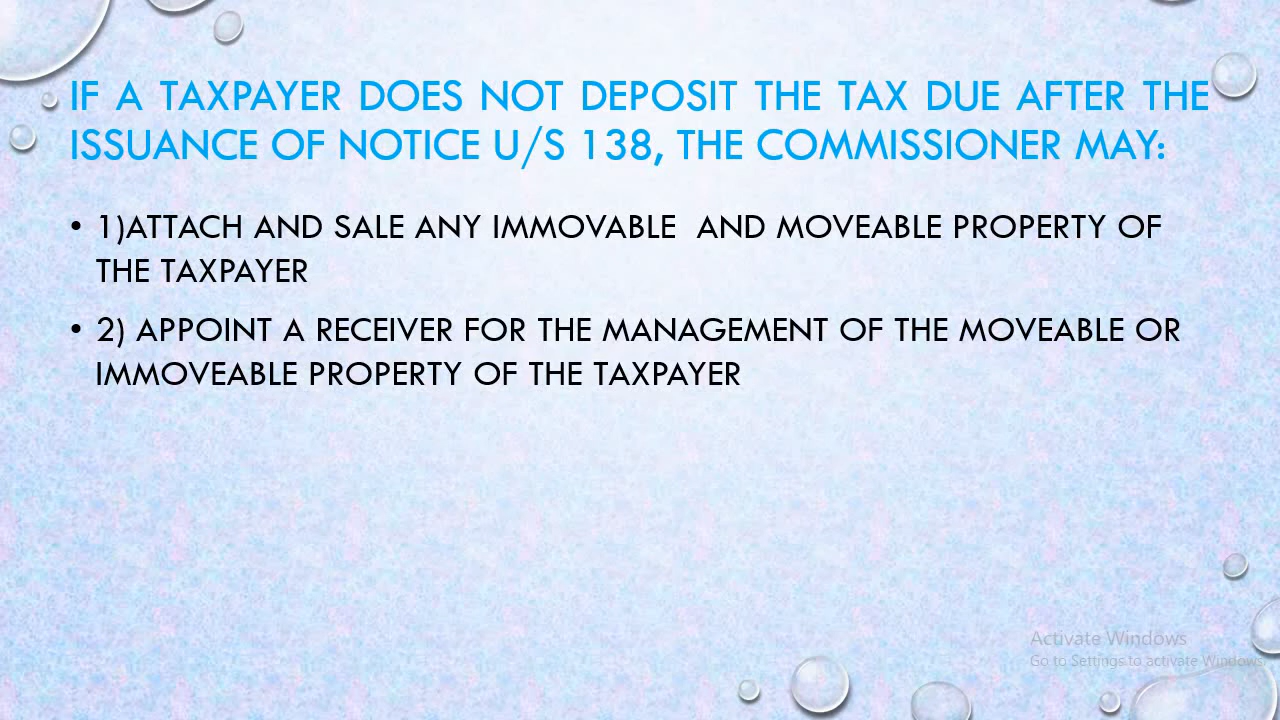 IF A TAXPAYER DOES NOT DEPOSIT THE TAX DUE AFTER THE
ISSUANCE OF NOTICE U/S 138, THE COMMISSIONER MAY:
• 1)ATTACH AND SALE ANY IMMOVABLE AND MOVEABLE PROPERTY OF
THE TAXPAYER
• 2) APPOINT A RECEIVER FOR THE MANAGEMENT OF THE MOVEABLE OR
IMMOVEABLE PROPERTY OF THE TAXPAYER
Activate Windows
Go to Settings to activate Windows.